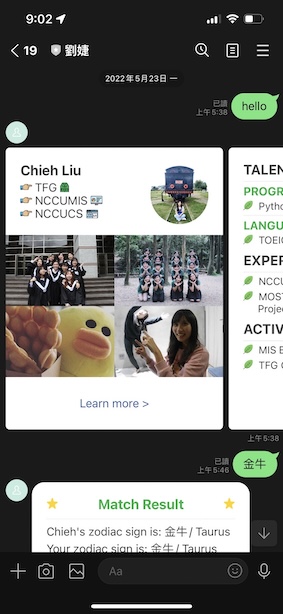 9:02
19 劉婕
2022年5月23日 一
已讀
上午5:38
hello
Chieh Liu
👉 TFG
👉 NCCUMIS
👉 NCCUCS
Learn more >
TALEN
PROGR
Pytho
LANGU
TOEIC
EXPER
NCCU
MOS
Projec
ACTIV
MIS E
TFG C
上午5:38
已讀
上午5:46
金牛
Match Result
Chieh's zodiac sign is: 金牛 / Taurus
Your zodiac sign is: 金牛 / Taurus
Aa